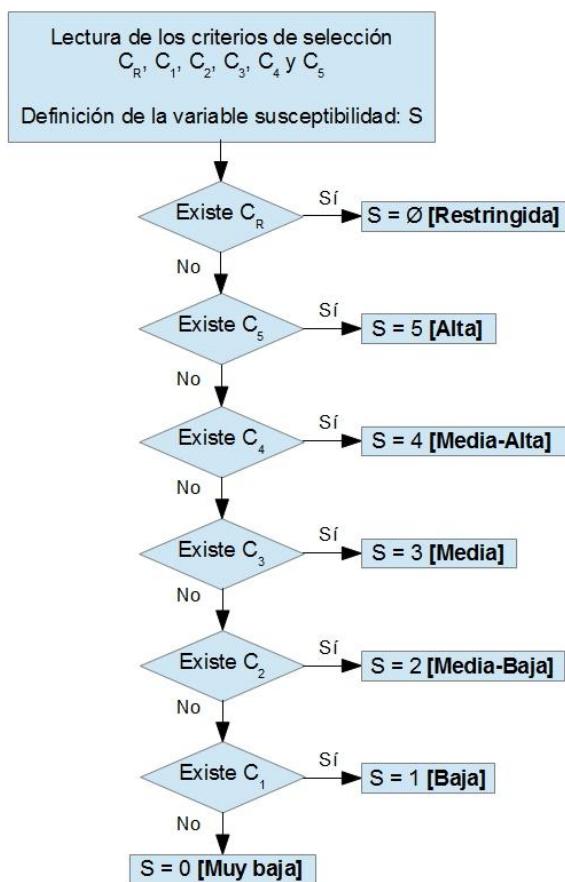 Lectura de los criterios de selección
C_R, C_1, C_2, C_3, C_4 y C_5
Definición de la variable susceptibilidad: S
Existe C_R
Sí
S = Ø [Restringida]
No
Existe C_5
Sí
S = 5 [Alta]
No
Existe C_4
Sí
S = 4 [Media-Alta]
No
Existe C_3
Sí
S = 3 [Media]
No
Existe C_2
Sí
S = 2 [Media-Baja]
No
Existe C_1
Sí
S = 1 [Baja]
No
S = 0 [Muy baja]